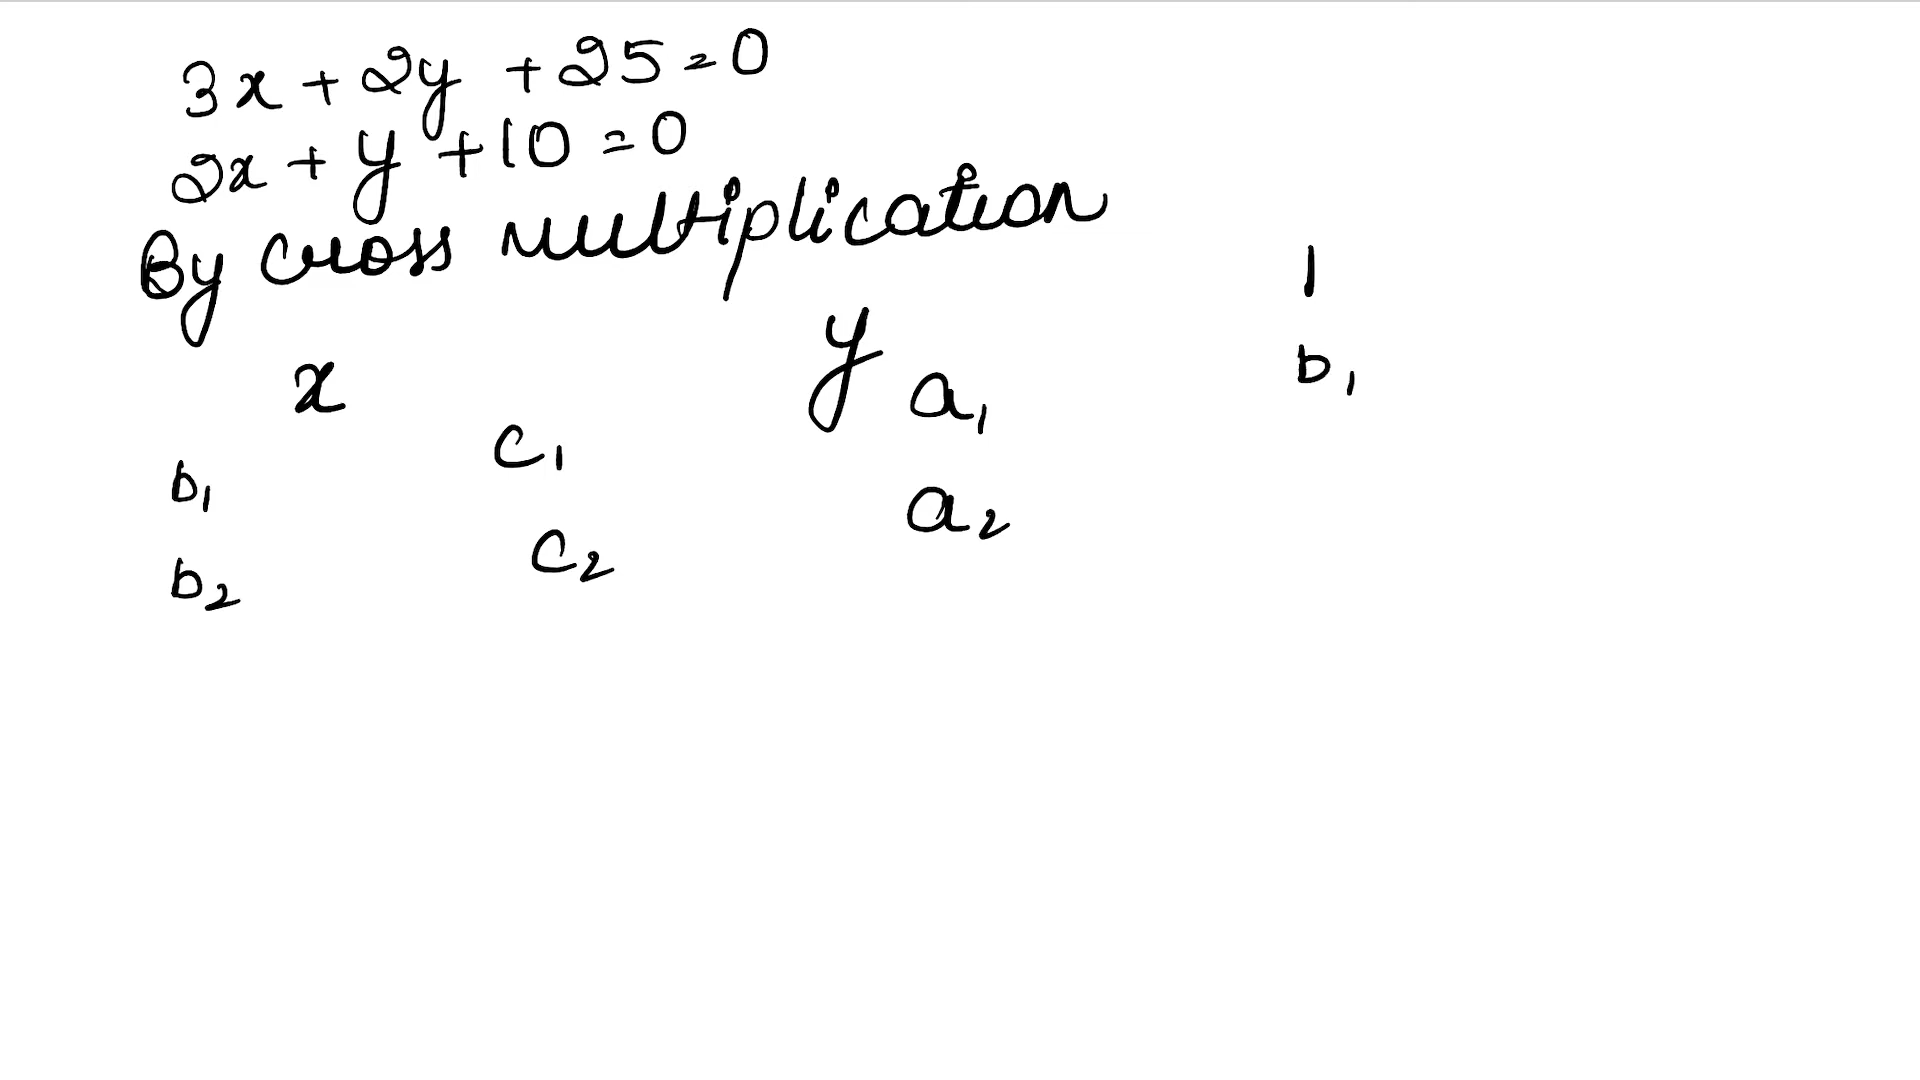 3x + 2y + 25 = 0
2x + y + 10 = 0
By cross multiplication
x y 1
b₁ c₁ a₁ b₁
b₂ c₂ a₂